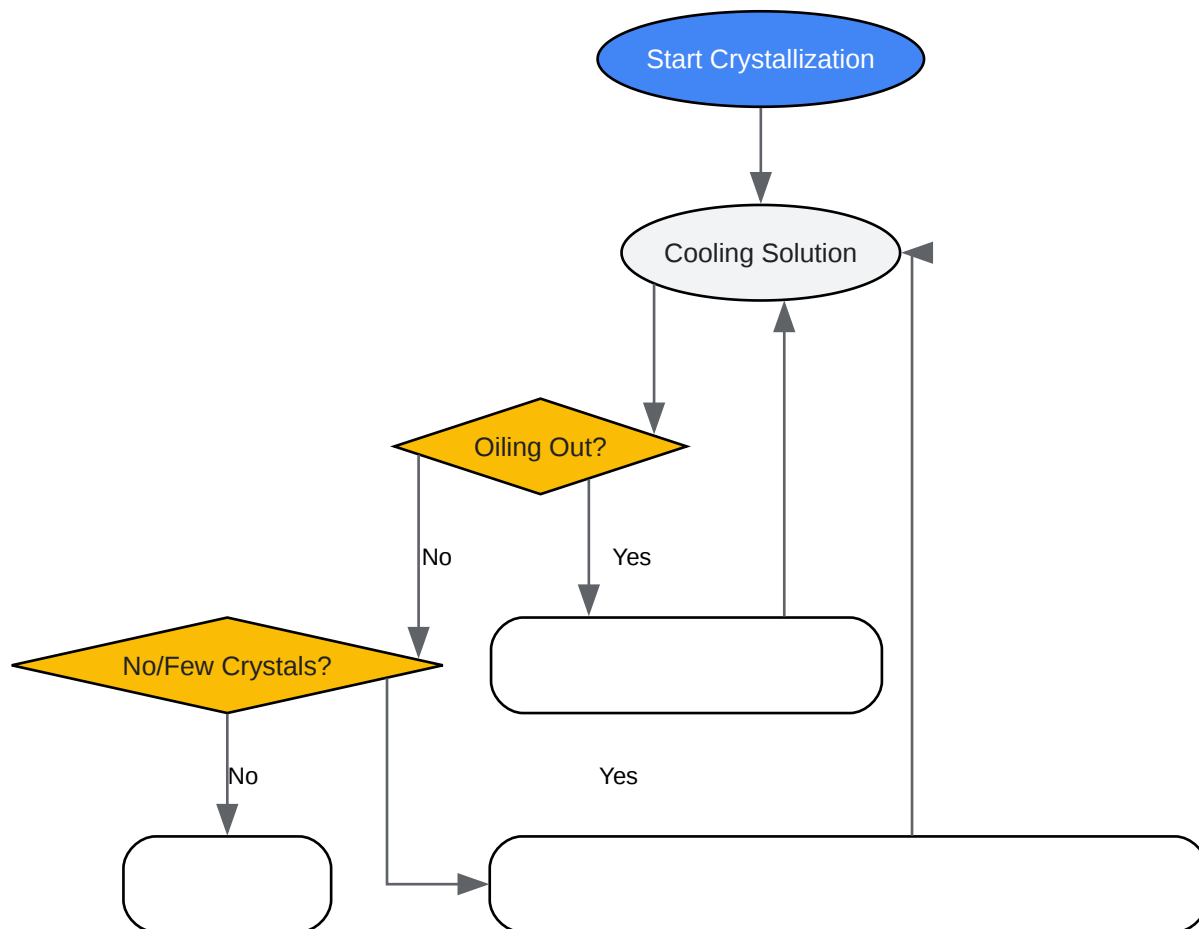 Start Crystallization
Cooling Solution
Oiling Out?
No
Yes
No/Few Crystals?
No
Yes